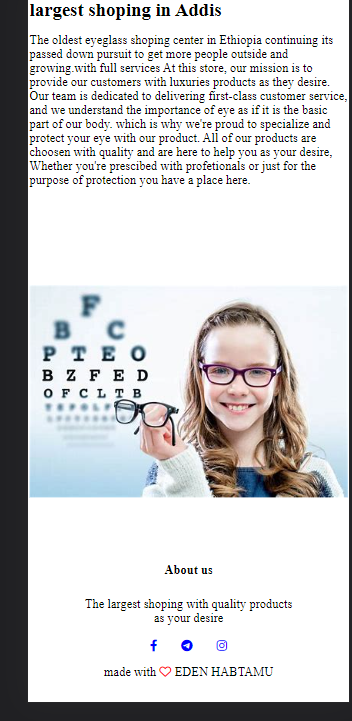 largest shoping in Addis
The oldest eyeglass shoping center in Ethiopia continuing its
passed down pursuit to get more people outside and
growing.with full services At this store, our mission is to
provide our customers with luxuries products as they desire.
Our team is dedicated to delivering first-class customer service,
and we understand the importance of eye as if it is the basic
part of our body. which is why we're proud to specialize and
protect your eye with our product. All of our products are
choosen with quality and are here to help you as your desire,
Whether you're prescibed with profetionals or just for the
purpose of protection you have a place here.
F
B C
P T E O
B Z F E D
O F C L T B
About us
The largest shoping with quality products
as your desire
made with ♡ EDEN HABTAMU